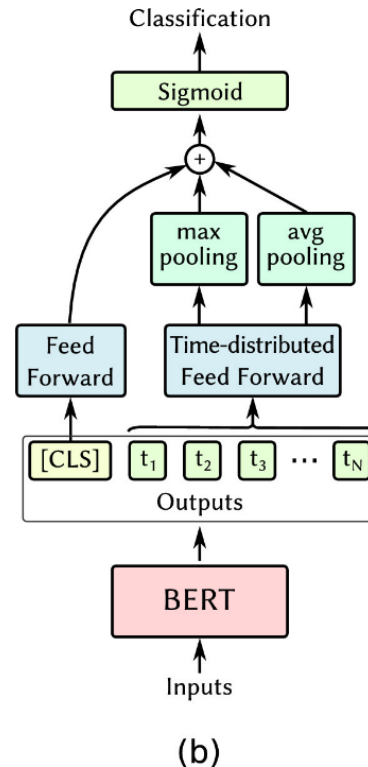 Classification
Sigmoid
+
max
pooling
avg
pooling
Feed
Forward
Time-distributed
Feed Forward
[CLS] t₁ t₂ t₃ ··· t_N
Outputs
BERT
Inputs
(b)